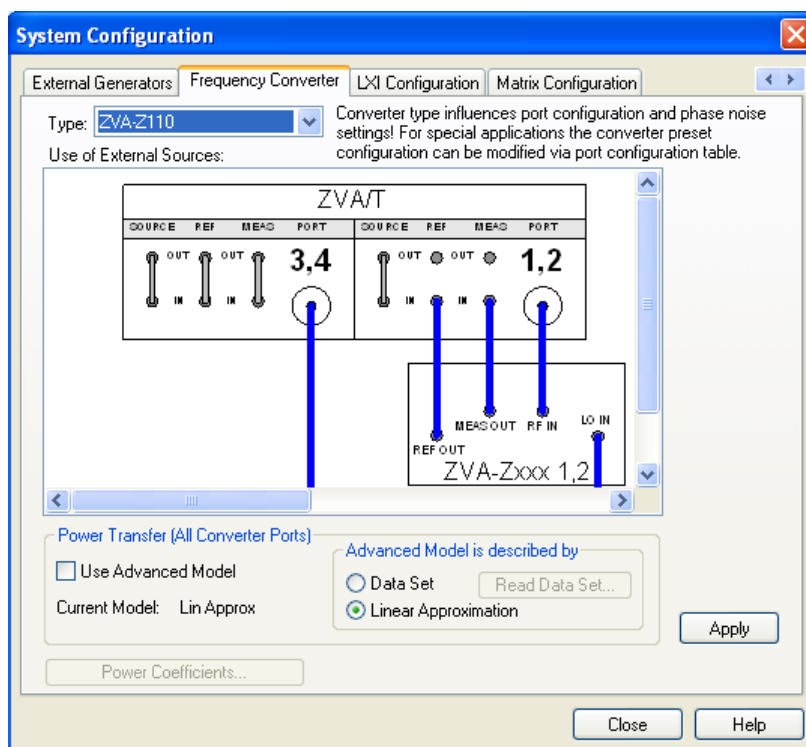 System Configuration
External Generators
Frequency Converter
LXI Configuration
Matrix Configuration
Type: ZVA-Z110
Converter type influences port configuration and phase noise
settings! For special applications the converter preset
configuration can be modified via port configuration table.
Use of External Sources:
ZVA/T
SOURCE REF MEAS PORT
SOURCE REF MEAS PORT
OUT OUT 3,4
IN IN
OUT OUT 1,2
IN IN
MEAS OUT RF IN LO IN
REF OUT
ZVA-Zxxx 1,2
Power Transfer (All Converter Ports)
Use Advanced Model
Current Model: Lin Approx
Advanced Model is described by
Data Set
Read Data Set...
Linear Approximation
Apply
Power Coefficients...
Close
Help